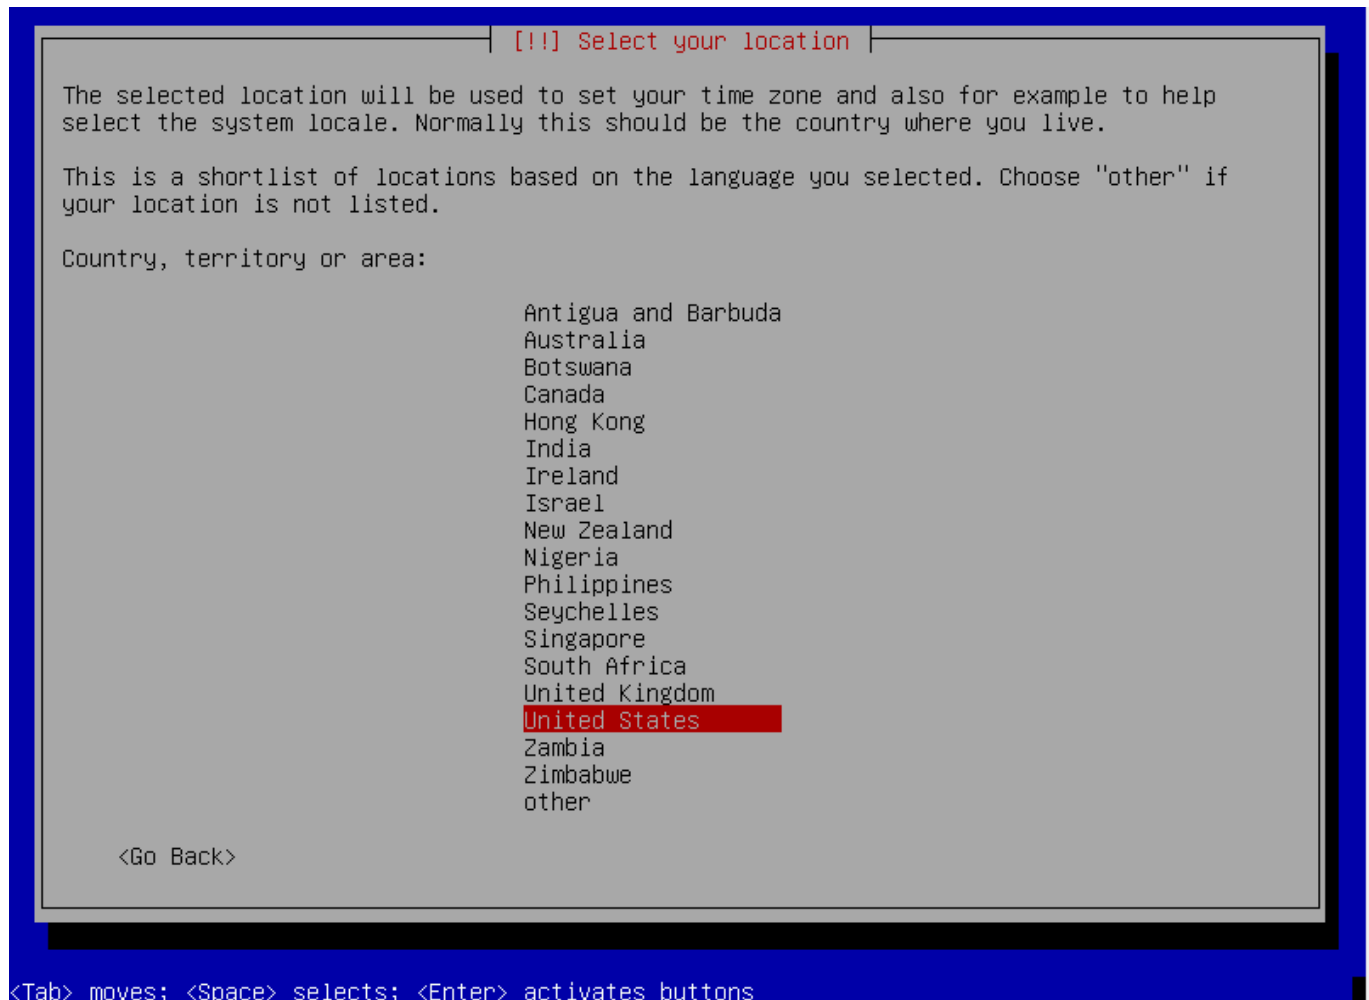 [!!] Select your location
The selected location will be used to set your time zone and also for example to help
select the system locale. Normally this should be the country where you live.
This is a shortlist of locations based on the language you selected. Choose "other" if
your location is not listed.
Country, territory or area:
Antigua and Barbuda
Australia
Botswana
Canada
Hong Kong
India
Ireland
Israel
New Zealand
Nigeria
Philippines
Seychelles
Singapore
South Africa
United Kingdom
United States
Zambia
Zimbabwe
other
<Go Back>
<Tab> moves; <Space> selects; <Enter> activates buttons